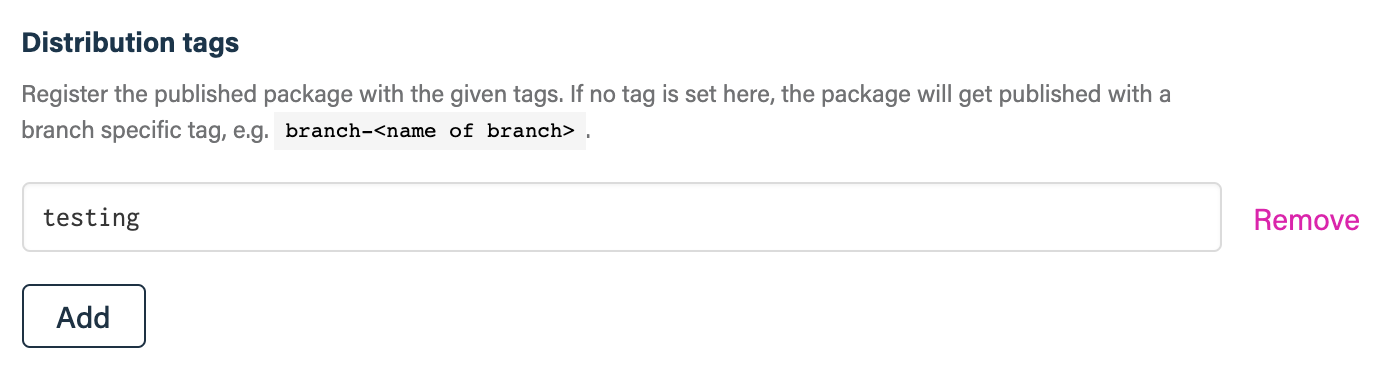 Distribution tags
Register the published package with the given tags. If no tag is set here, the package will get published with a
branch specific tag, e.g. branch-<name of branch> .
testing
Remove
Add